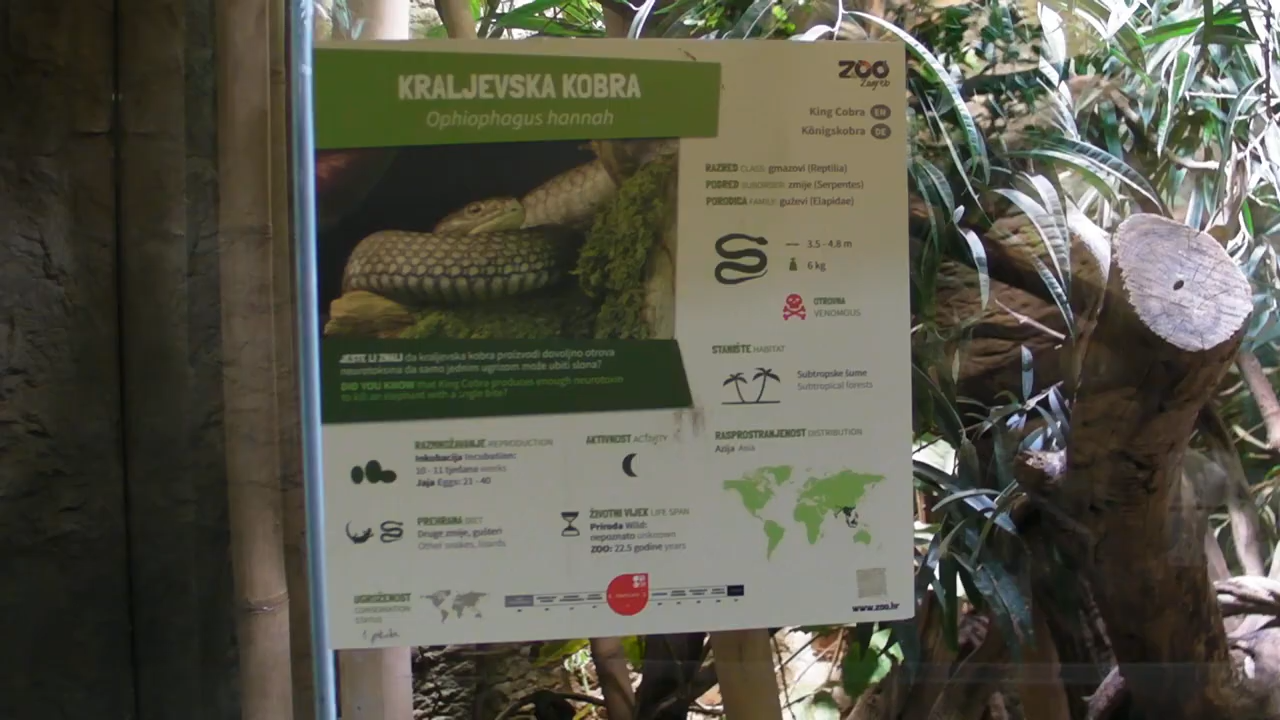 KRALJEVSKA KOBRA
Ophiophagus hannah
ZOO
Zagreb
King Cobra EN
Königskobra DE
RAZRED CLASS: gmazovi (Reptilia)
PODRED SUBORDER: zmije (Serpentes)
PORODICA FAMILY: guževi (Elapidae)
3.5 - 4.8 m
6 kg
OTROVNA
VENOMOUS
JESTE LI ZNALI da kraljevska kobra proizvodi dovoljno otrova
neurotoksina da samo jednim ugrizom može ubiti slona?
DID YOU KNOW that King Cobra produces enough neurotoxin
to kill an elephant with a single bite?
STANIŠTE HABITAT
Subtropske šume
Subtropical forests
RAZMNOŽAVANJE REPRODUCTION
Inkubacija Incubation:
10 - 11 tjedana weeks
Jaja Eggs: 21 - 40
AKTIVNOST ACTIVITY
RASPROSTRANJENOST DISTRIBUTION
Azija Asia
PREHRANA DIET
Druge zmije, gušteri
Other snakes, lizards
ŽIVOTNI VIJEK LIFE SPAN
Priroda Wild:
nepoznato unknown
ZOO: 22.5 godine years
UGROŽENOST
CONSERVATION
STATUS
www.zoo.hr